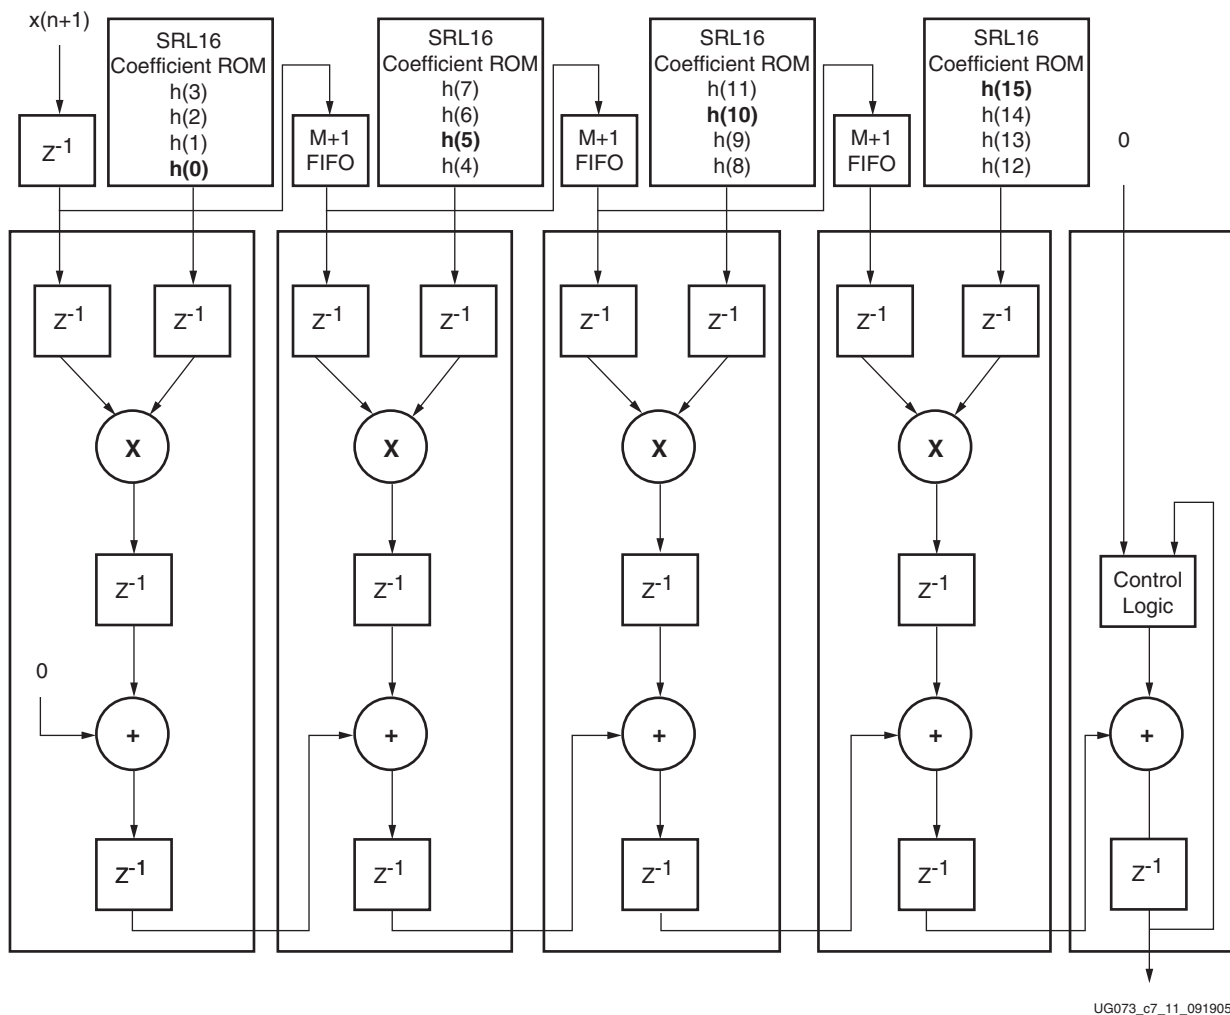 x(n+1)
SRL16
Coefficient ROM
h(3)
h(2)
h(1)
h(0)
SRL16
Coefficient ROM
h(7)
h(6)
h(5)
h(4)
SRL16
Coefficient ROM
h(11)
h(10)
h(9)
h(8)
SRL16
Coefficient ROM
h(15)
h(14)
h(13)
h(12)
Z-1
M+1
FIFO
M+1
FIFO
M+1
FIFO
0
Z-1
Z-1
Z-1
Z-1
Z-1
Z-1
Z-1
Z-1
X
X
X
X
Z-1
Z-1
Z-1
Z-1
Control
Logic
0
+
+
+
+
+
Z-1
Z-1
Z-1
Z-1
Z-1
UG073_c7_11_091905